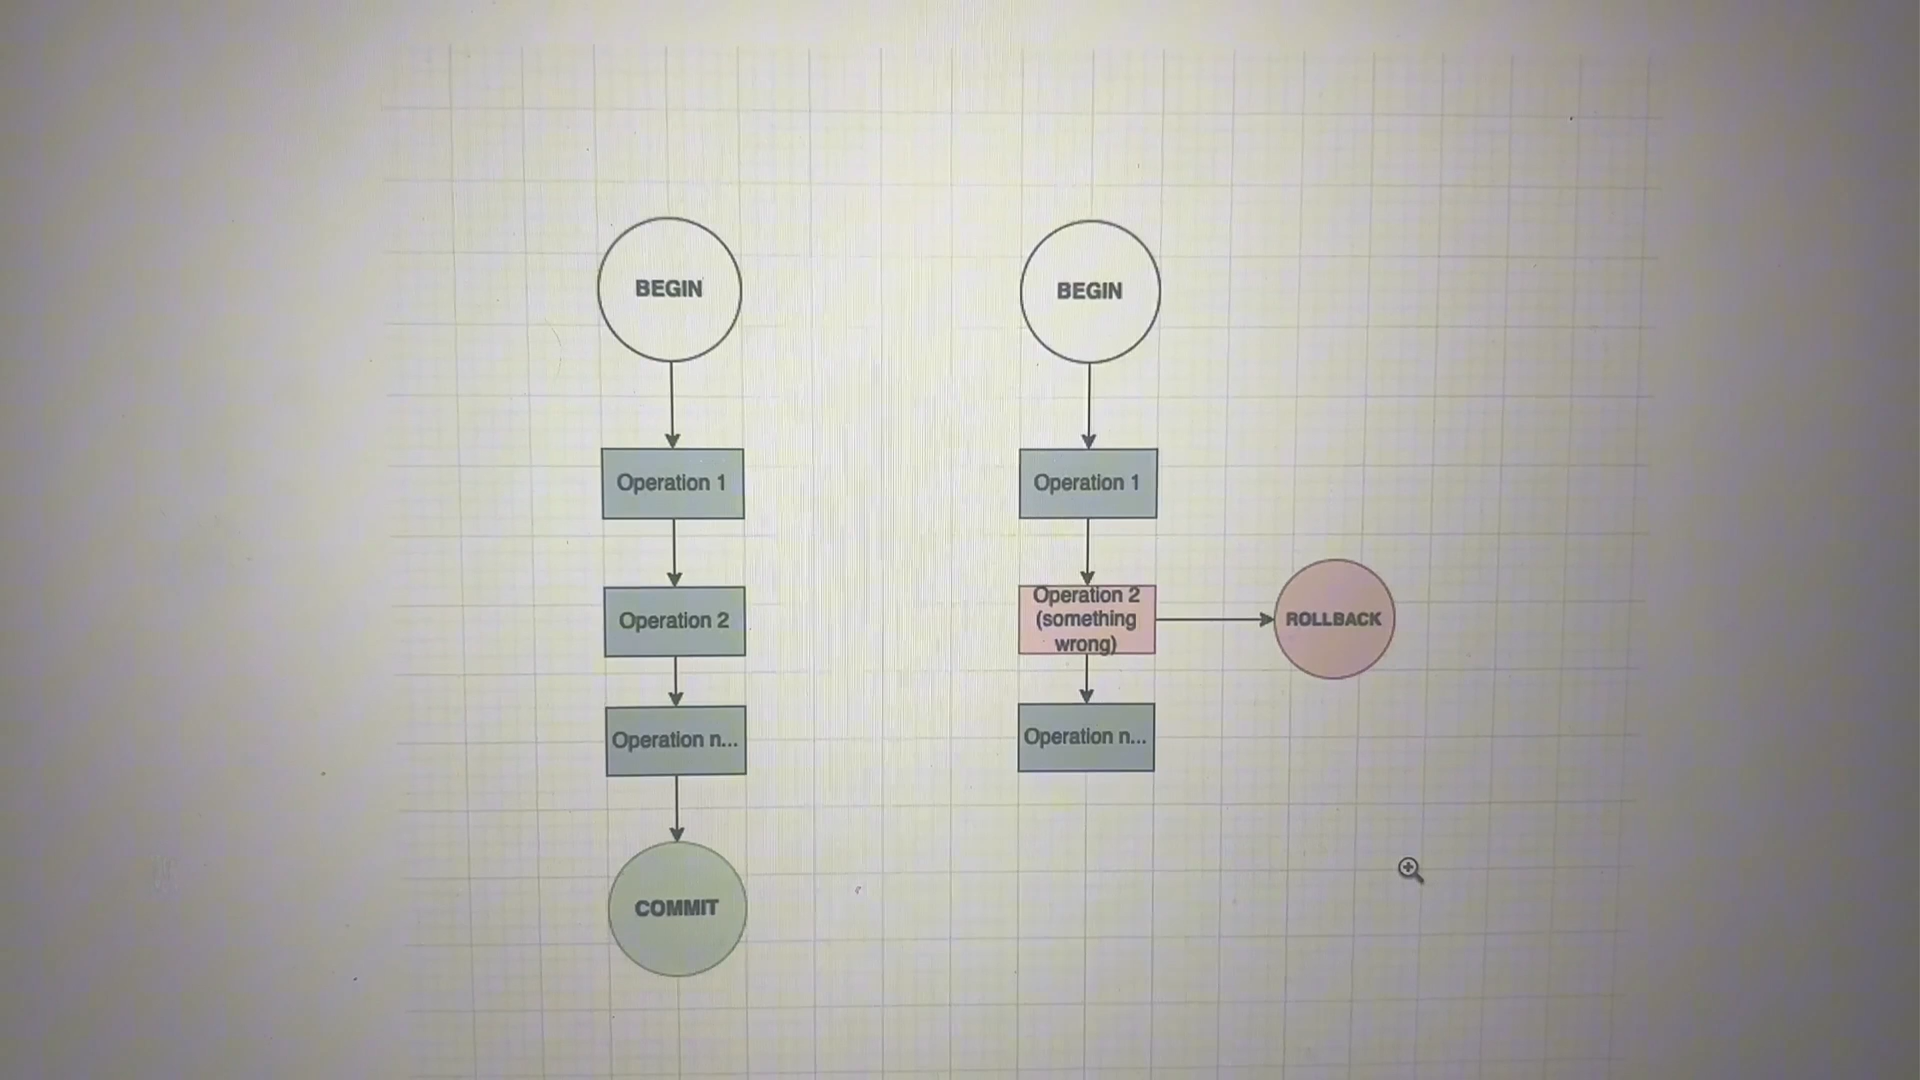 BEGIN
Operation 1
Operation 2
Operation n...
COMMIT
BEGIN
Operation 1
Operation 2
(something
wrong)
ROLLBACK
Operation n...